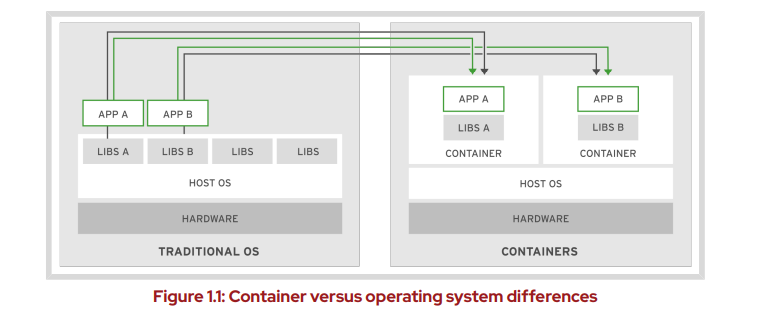 APP A
APP B
LIBS A
LIBS B
LIBS
LIBS
HOST OS
HARDWARE
TRADITIONAL OS
APP A
LIBS A
CONTAINER
APP B
LIBS B
CONTAINER
HOST OS
HARDWARE
CONTAINERS
Figure 1.1: Container versus operating system differences